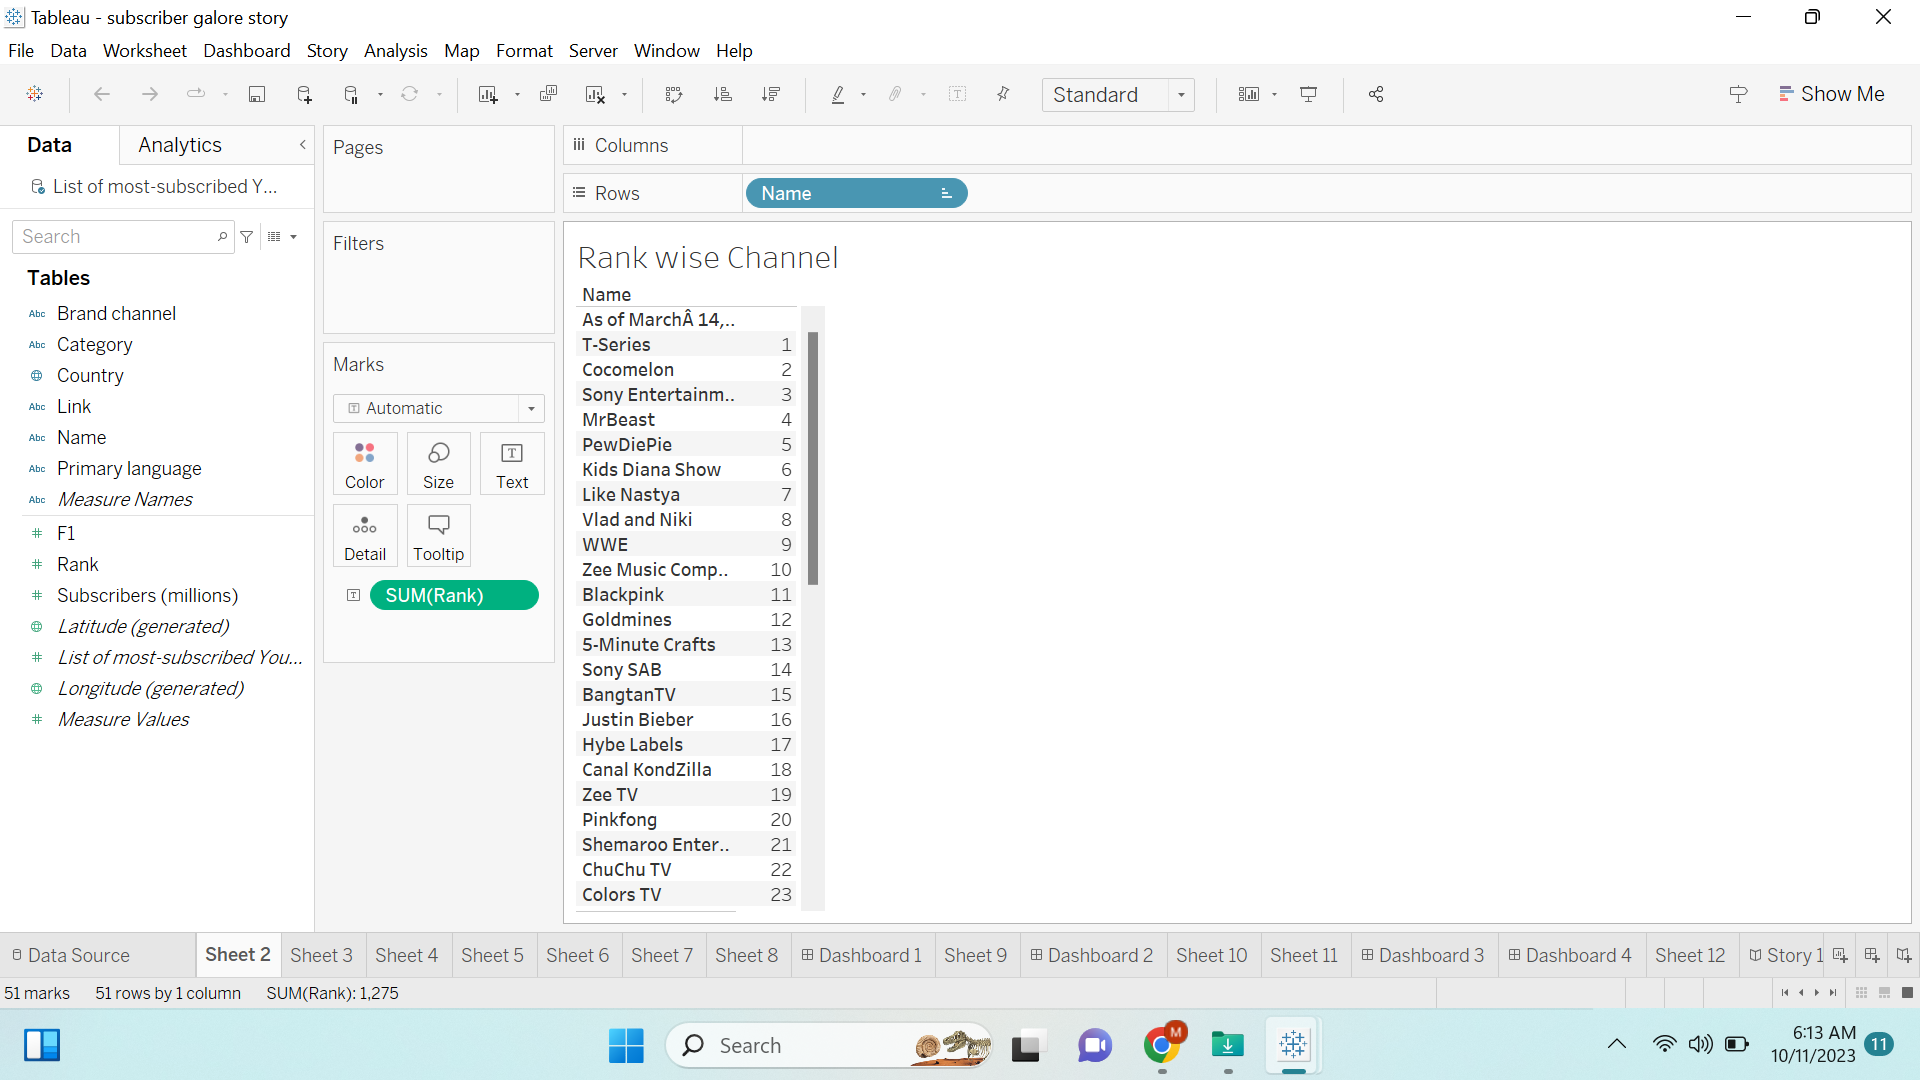 Tableau - subscriber galore story
File Data Worksheet Dashboard Story Analysis Map Format Server Window Help
Standard
Show Me
Data
Analytics
List of most-subscribed Y...
Search
Tables
Abc Brand channel
Abc Category
Country
Abc Link
Abc Name
Abc Primary language
Abc Measure Names
# F1
# Rank
# Subscribers (millions)
Latitude (generated)
# List of most-subscribed You...
Longitude (generated)
# Measure Values
Pages
Filters
Marks
T Automatic
Color
Size
T Text
Detail
Tooltip
T SUM(Rank)
Columns
Rows
Name
Rank wise Channel
Name
As of MarchÂ 14,..
T-Series 1
Cocomelon 2
Sony Entertainm.. 3
MrBeast 4
PewDiePie 5
Kids Diana Show 6
Like Nastya 7
Vlad and Niki 8
WWE 9
Zee Music Comp.. 10
Blackpink 11
Goldmines 12
5-Minute Crafts 13
Sony SAB 14
BangtanTV 15
Justin Bieber 16
Hybe Labels 17
Canal KondZilla 18
Zee TV 19
Pinkfong 20
Shemaroo Enter.. 21
ChuChu TV 22
Colors TV 23
Data Source Sheet 2 Sheet 3 Sheet 4 Sheet 5 Sheet 6 Sheet 7 Sheet 8 Dashboard 1 Sheet 9 Dashboard 2 Sheet 10 Sheet 11 Dashboard 3 Dashboard 4 Sheet 12 Story 1
51 marks 51 rows by 1 column SUM(Rank): 1,275
Search
M
6:13 AM
10/11/2023
11